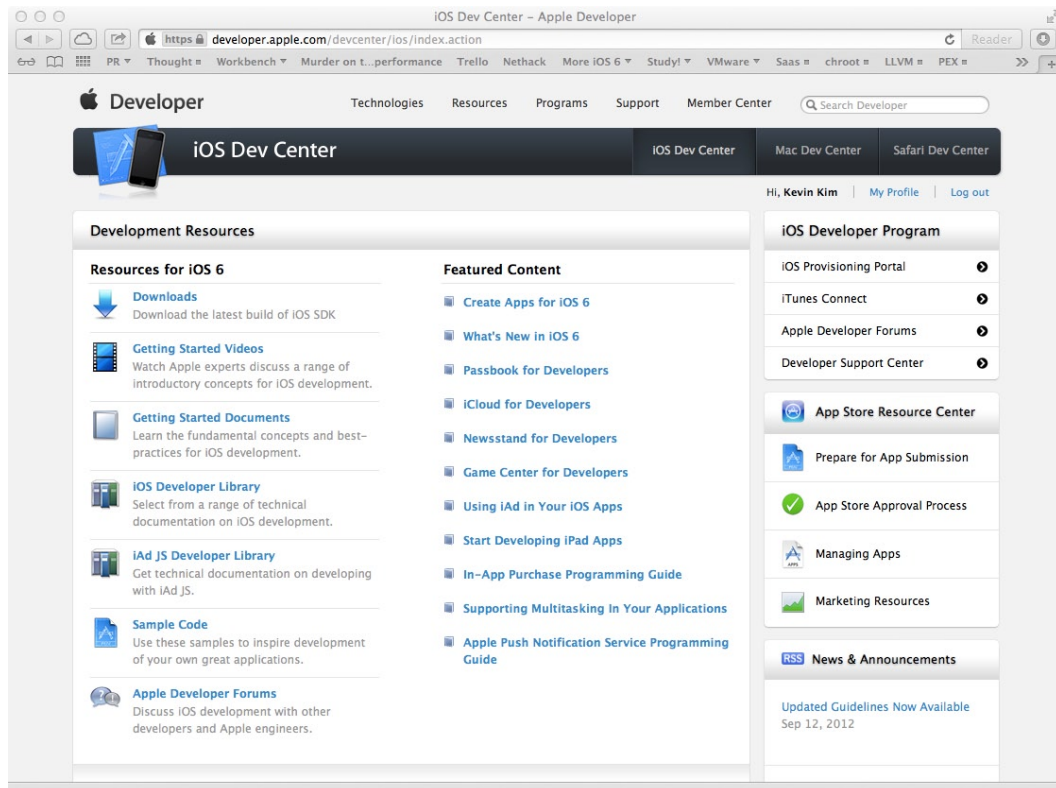 iOS Dev Center – Apple Developer
https developer.apple.com/devcenter/ios/index.action
Reader
PR Thought Workbench Murder on t...performance Trello Nethack More iOS 6 Study! VMware Saas chroot LLVM PEX
Developer
Technologies Resources Programs Support Member Center
Search Developer
iOS Dev Center
iOS Dev Center Mac Dev Center Safari Dev Center
Hi, Kevin Kim | My Profile | Log out
Development Resources
Resources for iOS 6
Downloads
Download the latest build of iOS SDK
Getting Started Videos
Watch Apple experts discuss a range of
introductory concepts for iOS development.
Getting Started Documents
Learn the fundamental concepts and best-
practices for iOS development.
iOS Developer Library
Select from a range of technical
documentation on iOS development.
iAd JS Developer Library
Get technical documentation on developing
with iAd JS.
Sample Code
Use these samples to inspire development
of your own great applications.
Apple Developer Forums
Discuss iOS development with other
developers and Apple engineers.
Featured Content
Create Apps for iOS 6
What's New in iOS 6
Passbook for Developers
iCloud for Developers
Newsstand for Developers
Game Center for Developers
Using iAd in Your iOS Apps
Start Developing iPad Apps
In-App Purchase Programming Guide
Supporting Multitasking In Your Applications
Apple Push Notification Service Programming
Guide
iOS Developer Program
iOS Provisioning Portal
iTunes Connect
Apple Developer Forums
Developer Support Center
App Store Resource Center
Prepare for App Submission
App Store Approval Process
APPS
Managing Apps
Marketing Resources
RSS News & Announcements
Updated Guidelines Now Available
Sep 12, 2012